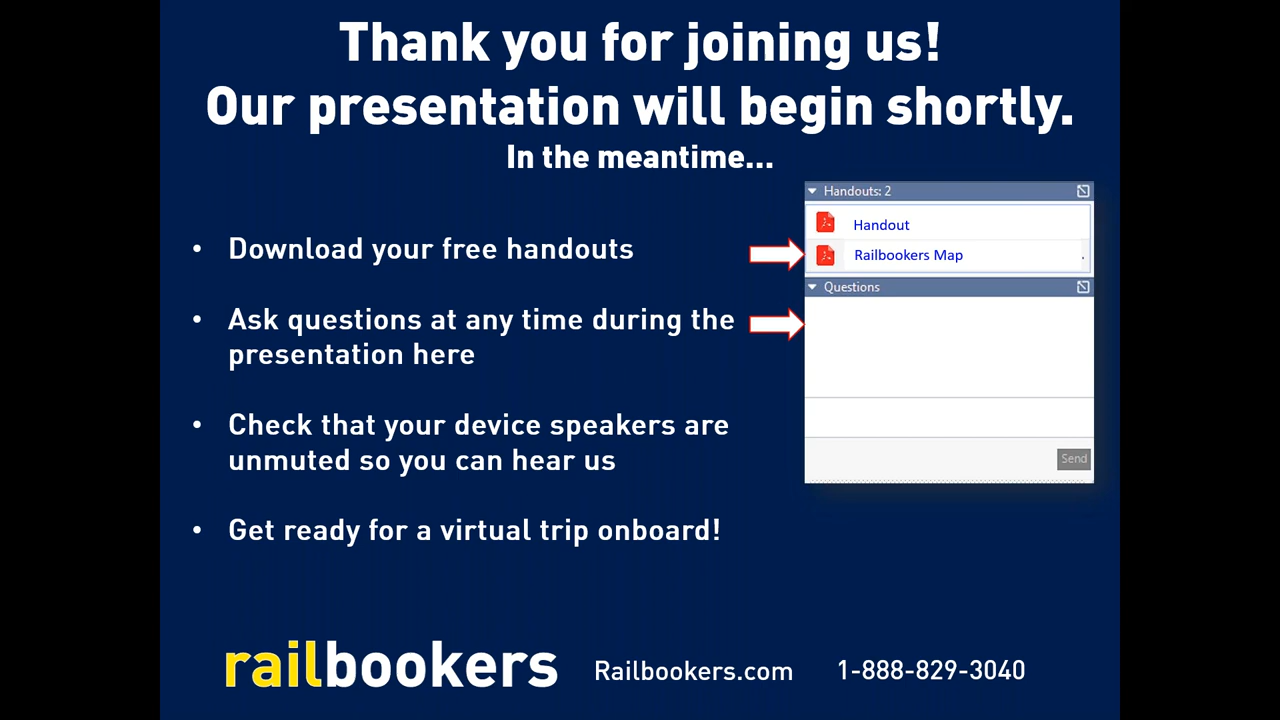 Thank you for joining us!
Our presentation will begin shortly.
In the meantime...
• Download your free handouts
• Ask questions at any time during the
presentation here
• Check that your device speakers are
unmuted so you can hear us
• Get ready for a virtual trip onboard!
Handouts: 2
Handout
Railbookers Map
Questions
Send
railbookers
Railbookers.com
1-888-829-3040